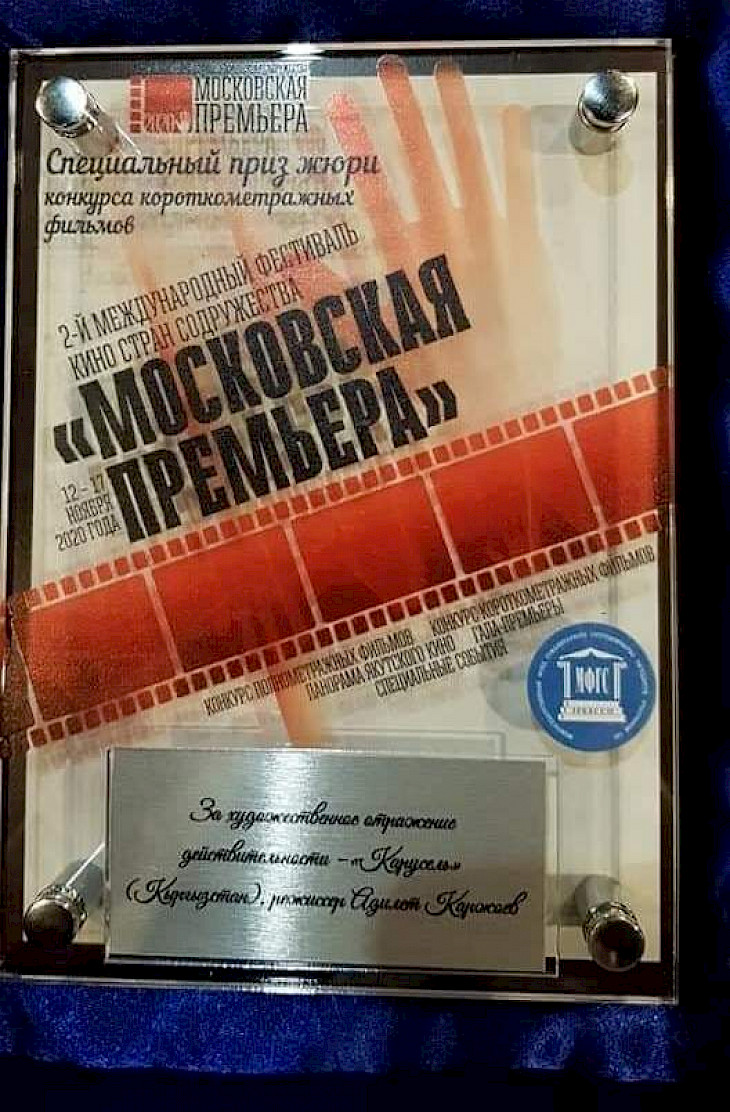 МОСКОВСКАЯ
ПРЕМЬЕРА
Специальный приз жюри
конкурса короткометражных
фильмов
2-Й МЕЖДУНАРОДНЫЙ ФЕСТИВАЛЬ
КИНО СТРАН СОДРУЖЕСТВА
«МОСКОВСКАЯ
ПРЕМЬЕРА»
12 – 17
НОЯБРЯ
2020 ГОДА
КОНКУРС ПОЛНОМЕТРАЖНЫХ ФИЛЬМОВ КОНКУРС КОРОТКОМЕТРАЖНЫХ ФИЛЬМОВ
ПАНОРАМА ЯКУТСКОГО КИНО ГАЛА-ПРЕМЬЕРЫ
СПЕЦИАЛЬНЫЕ СОБЫТИЯ
МФГС
За художественное отражение
действительности – «Карусель»
(Кыргызстан), режиссер Адилет Каржоев